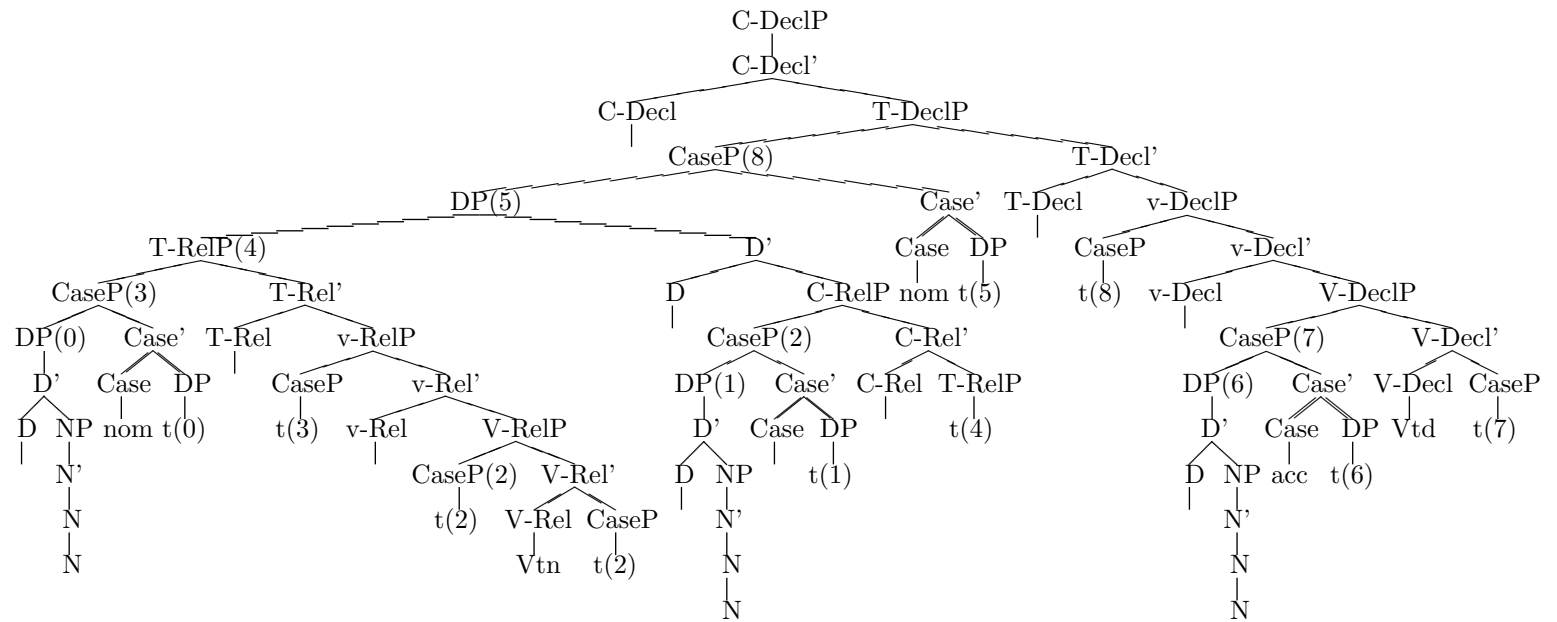 C-DeclP
C-Decl'
C-Decl T-DeclP
CaseP(8) T-Decl'
DP(5) Case' T-Decl v-DeclP
T-RelP(4) D' Case DP CaseP v-Decl'
CaseP(3) T-Rel' D C-RelP nom t(5) t(8) v-Decl V-DeclP
DP(0) Case' T-Rel v-RelP CaseP(2) C-Rel' CaseP(7) V-Decl'
D' Case DP CaseP v-Rel' DP(1) Case' C-Rel T-RelP DP(6) Case' V-Decl CaseP
D NP nom t(0) t(3) v-Rel V-RelP D' Case DP t(4) D' Case DP Vtd t(7)
N' CaseP(2) V-Rel' D NP t(1) D NP acc t(6)
N t(2) V-Rel CaseP N' N'
N Vtn t(2) N N
N N